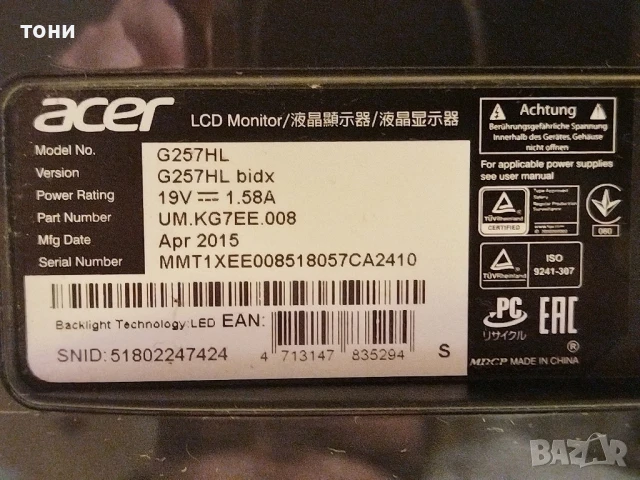 тони
acer LCD Monitor/液晶顯示器/液晶显示器
Model No. G257HL
Version G257HL bidx
Power Rating 19V ⎓ 1.58A
Part Number UM.KG7EE.008
Mfg Date Apr 2015
Serial Number MMT1XEE008518057CA2410
Backlight Technology:LED EAN:
SNID: 51802247424 4 713147 835294 S
Achtung
Berührungsgefährliche Spannung
Innerhalb des Gerätes, Gehäuse
nicht öffnen
For applicable power supplies
see user manual
TÜVRheinland
CERTIFIED
080
TÜVRheinland
ISO
9241-307
PC
リサイクル
EAC
®
MDCP MADE IN CHINA
BAZAR